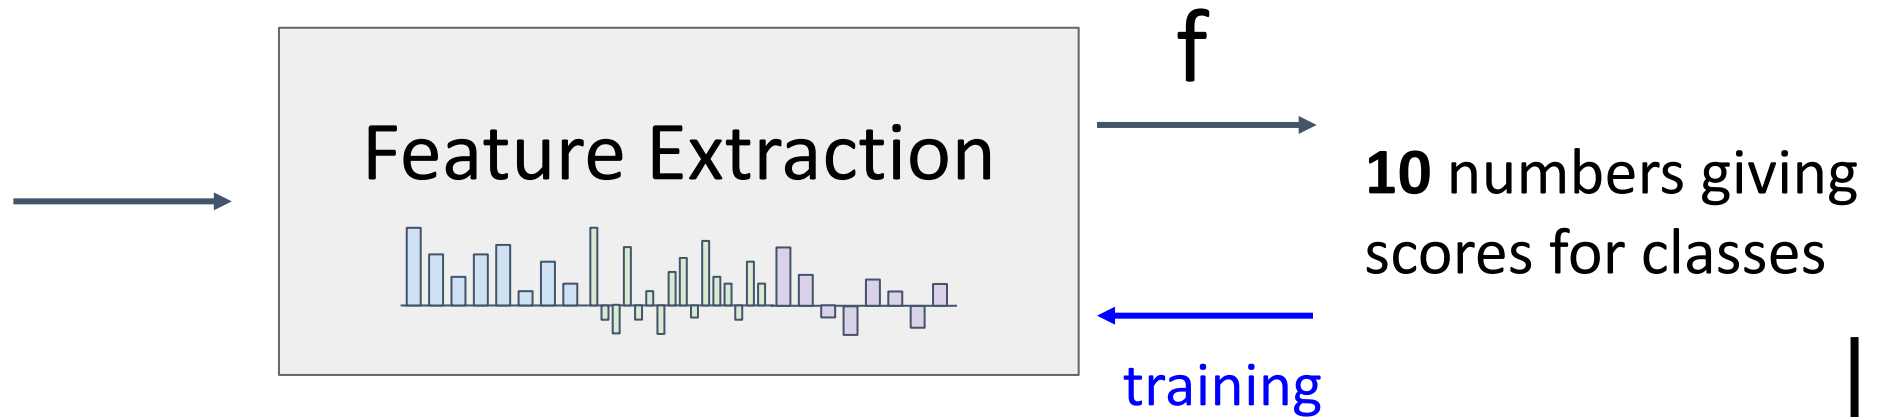 f
Feature Extraction
10 numbers giving
scores for classes
training